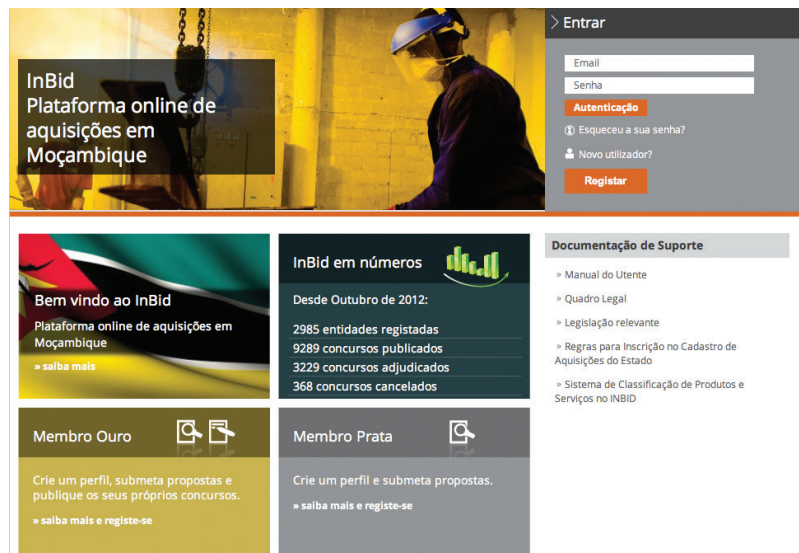 InBid
Plataforma online de
aquisições em
Moçambique
Entrar
Email
Senha
Autenticação
Esqueceu a sua senha?
Novo utilizador?
Registar
Bem vindo ao InBid
Plataforma online de aquisições em
Moçambique
» saiba mais
InBid em números
Desde Outubro de 2012:
2985 entidades registadas
9289 concursos publicados
3229 concursos adjudicados
368 concursos cancelados
Documentação de Suporte
» Manual do Utente
» Quadro Legal
» Legislação relevante
» Regras para Inscrição no Cadastro de
Aquisições do Estado
» Sistema de Classificação de Produtos e
Serviços no INBID
Membro Ouro
Crie um perfil, submeta propostas e
publique os seus próprios concursos.
» saiba mais e registe-se
Membro Prata
Crie um perfil e submeta propostas.
» saiba mais e registe-se